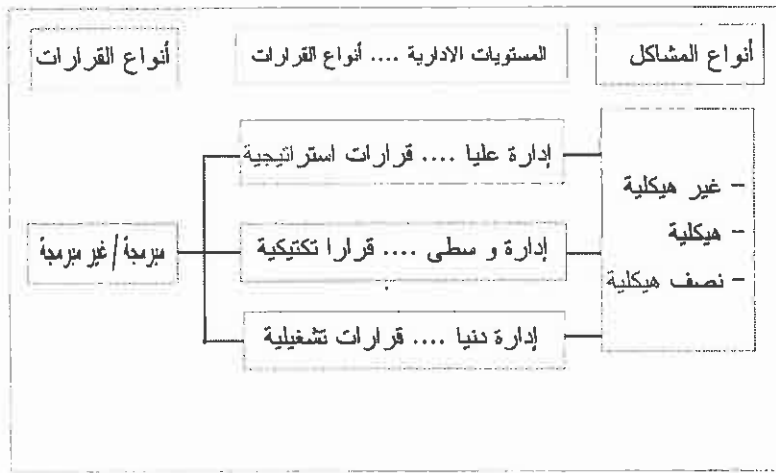 أنواع المشاكل
المستويات الادارية .... أنواع القرارات
أنواع القرارات
إدارة عليا .... قرارات استراتيجية
إدارة و سطى .... قرارا تكتيكية
إدارة دنيا .... قرارات تشغيلية
- غير هيكلية
- هيكلية
- نصف هيكلية
مبرمجة / غير مبرمجة